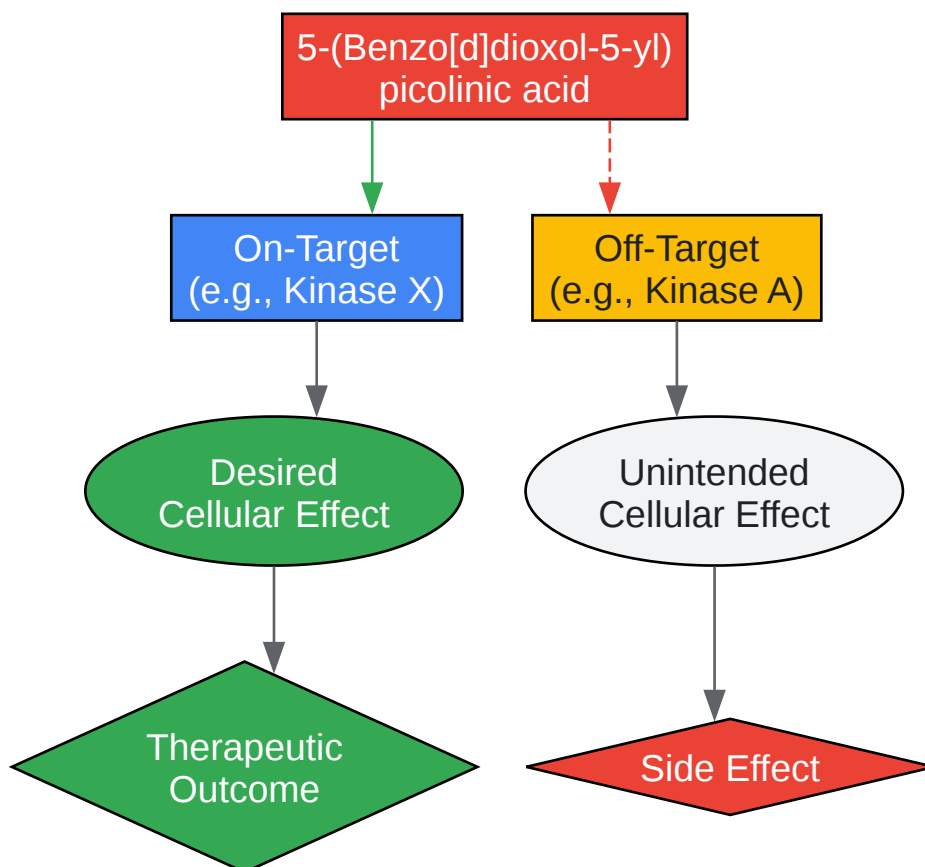 5-(Benzo[d]dioxol-5-yl)
picolinic acid
On-Target
(e.g., Kinase X)
Off-Target
(e.g., Kinase A)
Desired
Cellular Effect
Unintended
Cellular Effect
Therapeutic
Outcome
Side Effect